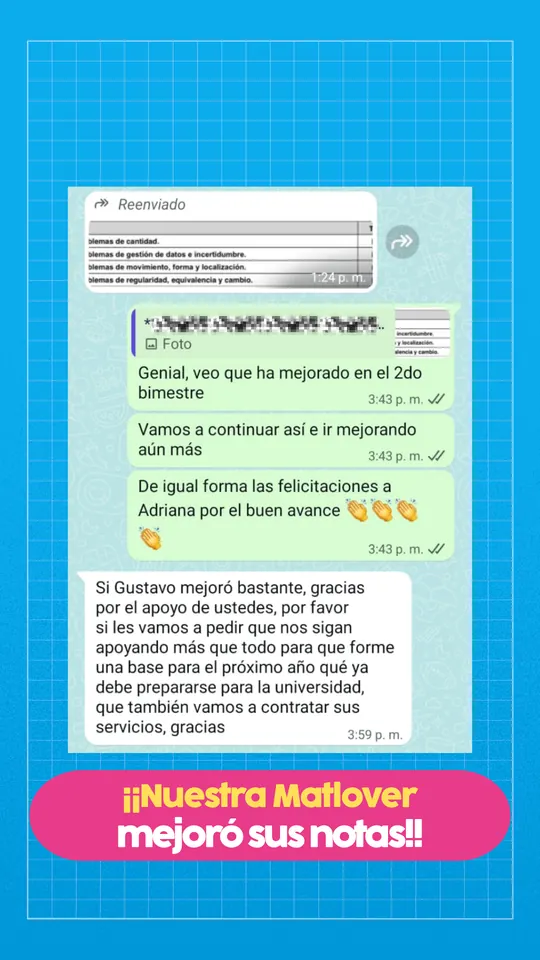 Reenviado
blemas de cantidad.
blemas de gestión de datos e incertidumbre.
blemas de movimiento, forma y localización.
blemas de regularidad, equivalencia y cambio.
1:24 p. m.
Foto
incertidumbre.
y localización.
alencia y cambio.
Genial, veo que ha mejorado en el 2do
bimestre
3:43 p. m.
Vamos a continuar así e ir mejorando
aún más
3:43 p. m.
De igual forma las felicitaciones a
Adriana por el buen avance 👏👏👏
👏
3:43 p. m.
Si Gustavo mejoró bastante, gracias
por el apoyo de ustedes, por favor
si les vamos a pedir que nos sigan
apoyando más que todo para que forme
una base para el próximo año qué ya
debe prepararse para la universidad,
que también vamos a contratar sus
servicios, gracias
3:59 p. m.
¡¡Nuestra Matlover
mejoró sus notas!!